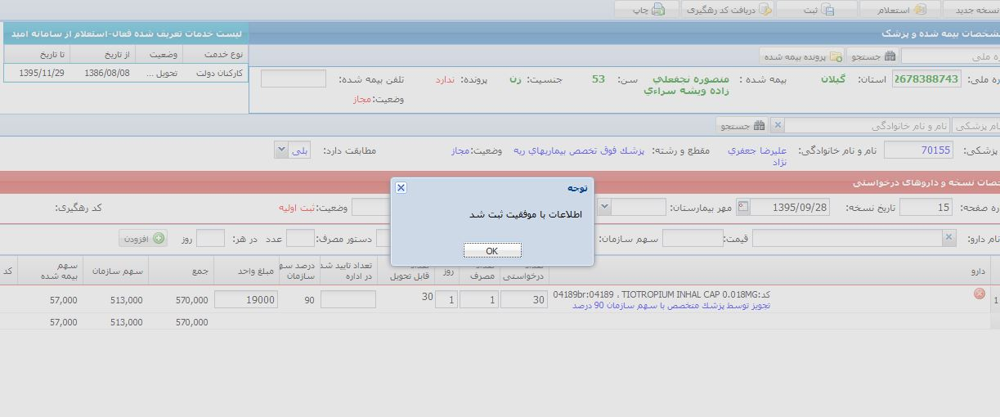 نسخه جدید استعلام ثبت دریافت کد رهگیری چاپ
شخصات بیمه شده و پزشک
لیست خدمات تعریف شده فعال-استعلام از سامانه امید
ره ملی جستجو پرونده بیمه شده
نوع خدمت وضعیت از تاریخ تا تاریخ
کارکنان دولت تحویل ... 1386/08/08 1395/11/29
ره ملی: 2678388743 استان: گیلان بیمه شده : منصوره نجفعلي سن: 53 جنسیت: زن پرونده: ندارد تلفن بیمه شده:
زاده ویشه سراءي
وضعیت: مجاز
ام پزشکی نام و نام خانوادگی جستجو
پزشکی: 70155 نام و نام خانوادگی: علیرضا جعفري مقطع و رشته: پزشك فوق تخصص بیماریهاي ریه وضعیت: مجاز مطابقت دارد: بلی
نژاد
صات نسخه و داروهای درخواستی
توجه
اطلاعات با موفقیت ثبت شد
OK
ره صفحه: 15 تاریخ نسخه: 1395/09/28 مهر بیمارستان: وضعیت: ثبت اولیه کد رهگیری:
نام دارو: قیمت: سهم سازمان: دستور مصرف: عدد در هر: روز افزودن
دارو تعداد درخواستی تعداد مصرف روز تعداد قابل تحویل تعداد تایید شد در اداره درصد سه سازمان مبلغ واحد جمع سهم سازمان سهم بیمه شده کد
1 کد:04189br:04189 . TIOTROPIUM INHAL CAP 0.018MG 30 1 1 30 90 19000 570,000 513,000 57,000
تجویز توسط پزشك متخصص با سهم سازمان 90 درصد
570,000 513,000 57,000